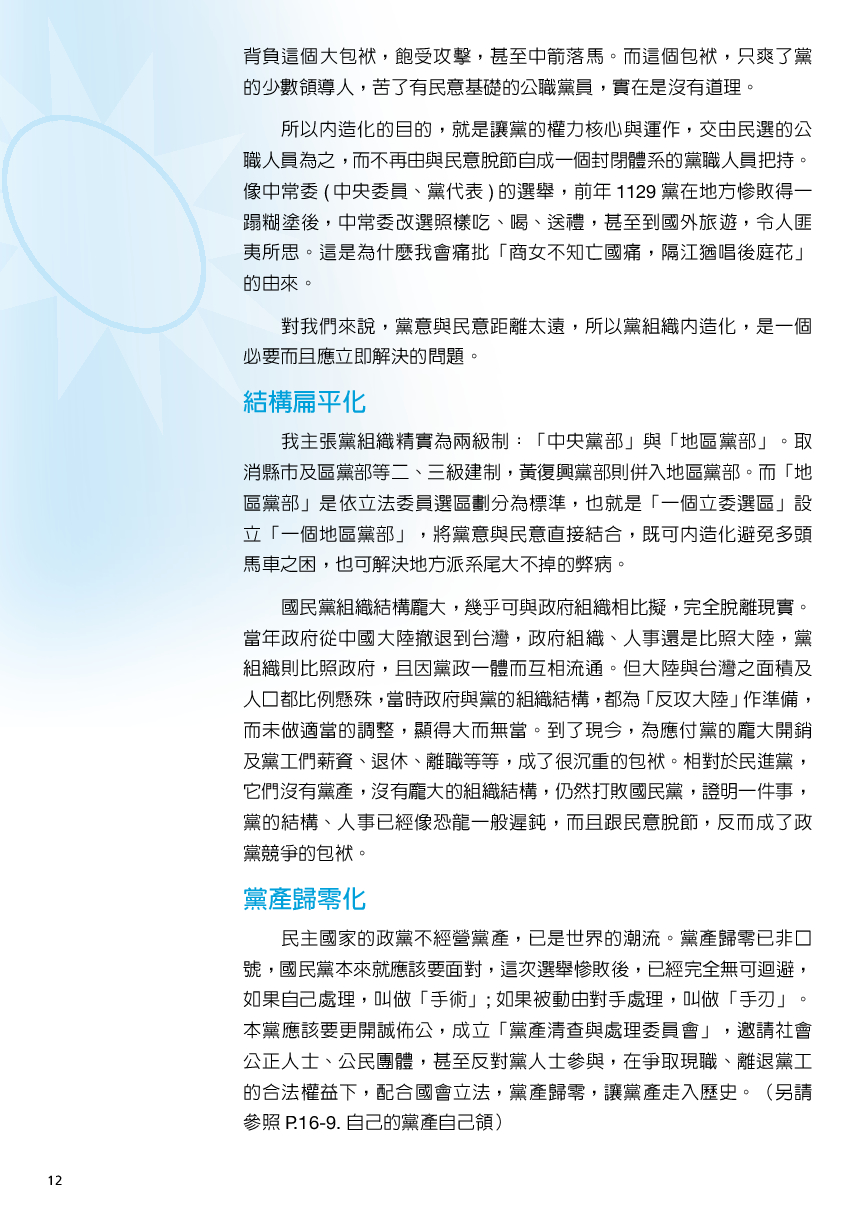 背負這個大包袱，飽受攻擊，甚至中箭落馬。而這個包袱，只爽了黨
的少數領導人，苦了有民意基礎的公職黨員，實在是沒有道理。
所以內造化的目的，就是讓黨的權力核心與運作，交由民選的公
職人員為之，而不再由與民意脫節自成一個封閉體系的黨職人員把持。
像中常委 ( 中央委員、黨代表 ) 的選舉，前年 1129 黨在地方慘敗得一
蹋糊塗後，中常委改選照樣吃、喝、送禮，甚至到國外旅遊，令人匪
夷所思。這是為什麼我會痛批「商女不知亡國痛，隔江猶唱後庭花」
的由來。
對我們來說，黨意與民意距離太遠，所以黨組織內造化，是一個
必要而且應立即解決的問題。
結構扁平化
我主張黨組織精實為兩級制：「中央黨部」與「地區黨部」。取
消縣市及區黨部等二、三級建制，黃復興黨部則併入地區黨部。而「地
區黨部」是依立法委員選區劃分為標準，也就是「一個立委選區」設
立「一個地區黨部」，將黨意與民意直接結合，既可內造化避免多頭
馬車之困，也可解決地方派系尾大不掉的弊病。
國民黨組織結構龐大，幾乎可與政府組織相比擬，完全脫離現實。
當年政府從中國大陸撤退到台灣，政府組織、人事還是比照大陸，黨
組織則比照政府，且因黨政一體而互相流通。但大陸與台灣之面積及
人口都比例懸殊，當時政府與黨的組織結構，都為「反攻大陸」作準備，
而未做適當的調整，顯得大而無當。到了現今，為應付黨的龐大開銷
及黨工們薪資、退休、離職等等，成了很沉重的包袱。相對於民進黨，
它們沒有黨產，沒有龐大的組織結構，仍然打敗國民黨，證明一件事，
黨的結構、人事已經像恐龍一般遲鈍，而且跟民意脫節，反而成了政
黨競爭的包袱。
黨產歸零化
民主國家的政黨不經營黨產，已是世界的潮流。黨產歸零已非口
號，國民黨本來就應該要面對，這次選舉慘敗後，已經完全無可迴避，
如果自己處理，叫做「手術」; 如果被動由對手處理，叫做「手刃」。
本黨應該要更開誠佈公，成立「黨產清查與處理委員會」，邀請社會
公正人士、公民團體，甚至反對黨人士參與，在爭取現職、離退黨工
的合法權益下，配合國會立法，黨產歸零，讓黨產走入歷史。（另請
參照 P.16-9. 自己的黨產自己領）
12